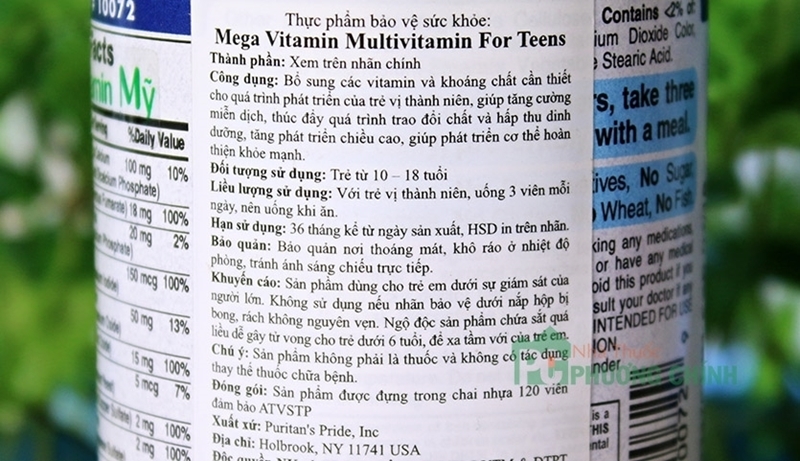 10072
Facts
min Mỹ
%Daily Value
Calcium 100 mg 10%
Phosphate)
Fumarate) 18 mg 100%
20 mg 2%
Phosphate)
150 mcg 100%
50 mg 13%
15 mg 100%
5 mcg 7%
2 mg 100%
2 mg 100%
Thực phẩm bảo vệ sức khỏe:
Mega Vitamin Multivitamin For Teens
Thành phần: Xem trên nhãn chính
Công dụng: Bổ sung các vitamin và khoáng chất cần thiết
cho quá trình phát triển của trẻ vị thành niên, giúp tăng cường
miễn dịch, thúc đẩy quá trình trao đổi chất và hấp thu dinh
dưỡng, tăng phát triển chiều cao, giúp phát triển cơ thể hoàn
thiện khỏe mạnh.
Đối tượng sử dụng: Trẻ từ 10 – 18 tuổi
Liều lượng sử dụng: Với trẻ vị thành niên, uống 3 viên mỗi
ngày, nên uống khi ăn.
Hạn sử dụng: 36 tháng kể từ ngày sản xuất, HSD in trên nhãn.
Bảo quản: Bảo quản nơi thoáng mát, khô ráo ở nhiệt độ
phòng, tránh ánh sáng chiếu trực tiếp.
Khuyến cáo: Sản phẩm dùng cho trẻ em dưới sự giám sát của
người lớn. Không sử dụng nếu nhãn bảo vệ dưới nắp hộp bị
bong, rách không nguyên vẹn. Ngộ độc sản phẩm chứa sắt quá
liều dễ gây tử vong cho trẻ dưới 6 tuổi, để xa tầm với của trẻ em.
Chú ý: Sản phẩm không phải là thuốc và không có tác dụng
thay thế thuốc chữa bệnh.
Đóng gói: Sản phẩm được đựng trong chai nhựa 120 viên
đảm bảo ATVSTP
Xuất xứ: Puritan's Pride, Inc
Địa chỉ: Holbrook, NY 11741 USA
Contains <2% of:
Dioxide Color,
Stearic Acid.
take three
with a meal.
No Sugar
Wheat, No Fish
any medications
or have any medical
this product if you
your doctor if any
INTENDED FOR USE
is a
PHƯƠNG CHÍNH